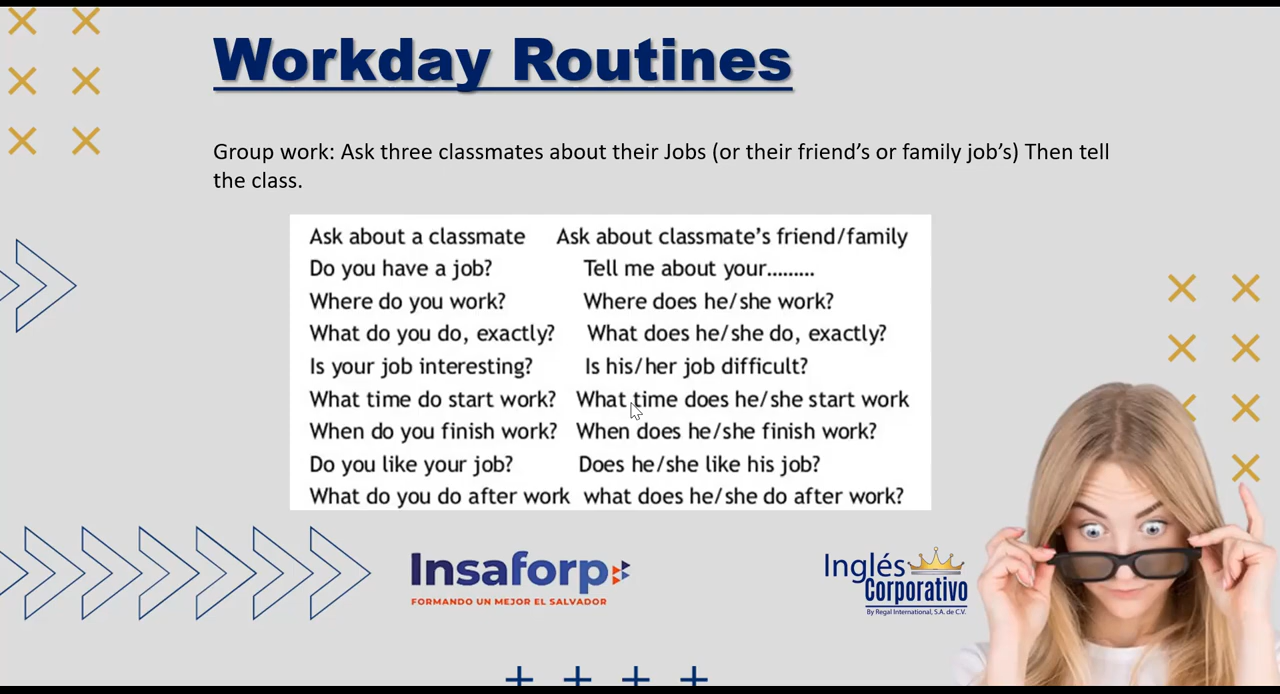 Workday Routines
Group work: Ask three classmates about their Jobs (or their friend's or family job's) Then tell
the class.
Ask about a classmate Ask about classmate's friend/family
Do you have a job? Tell me about your.........
Where do you work? Where does he/she work?
What do you do, exactly? What does he/she do, exactly?
Is your job interesting? Is his/her job difficult?
What time do start work? What time does he/she start work
When do you finish work? When does he/she finish work?
Do you like your job? Does he/she like his job?
What do you do after work what does he/she do after work?
Insaforp
FORMANDO UN MEJOR EL SALVADOR
Inglés
Corporativo
By Regal International, S.A. de C.V.